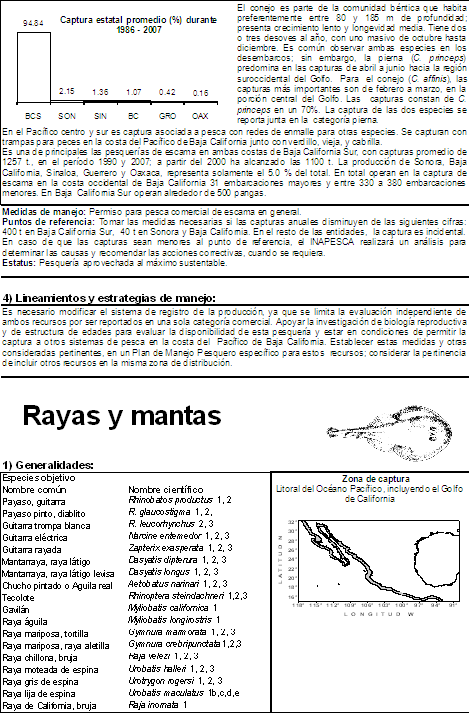 Captura estatal promedio (%) durante
1986 - 2007
94.84
2.15 1.36 1.07 0.42 0.16
BCS SON SIN BC GRO OAX
El conejo es parte de la comunidad béntica que habita
preferentemente entre 80 y 185 m de profundidad;
presenta crecimiento lento y longevidad media. Tiene dos
o tres desoves al año, con uno masivo de octubre hasta
diciembre. Es común observar ambas especies en los
desembarcos; sin embargo, la pierna (C. princeps)
predomina en las capturas de abril a junio hacia la región
suroccidental del Golfo. Para el conejo (C. affinis), las
capturas más importantes son de febrero a marzo, en la
porción central del Golfo. Las capturas constan de C.
princeps en un 70%. La captura de las dos especies se
reporta junta en la categoría pierna.
En el Pacífico centro y sur es captura asociada a pesca con redes de enmalle para otras especies. Se capturan con
trampas para peces en la costa del Pacífico de Baja California junto con verdillo, vieja, y cabrilla.
Es una de principales las pesquerías de escama en ambas costas de Baja California Sur, con capturas promedio de
1257 t., en el período 1990 y 2007; a partir del 2000 ha alcanzado las 1100 t. La producción de Sonora, Baja
California, Sinaloa, Guerrero y Oaxaca, representa solamente el 5.0 % del total. En total operan en la captura de
escama en la costa occidental de Baja California 31 embarcaciones mayores y entre 330 a 380 embarcaciones
menores. En Baja California Sur operan alrededor de 500 pangas.
Medidas de manejo: Permiso para pesca comercial de escama en general.
Puntos de referencia: Tomar las medidas necesarias si las capturas anuales disminuyen de las siguientes cifras:
400 t en Baja California Sur, 40 t en Sonora y Baja California. En el resto de las entidades, la captura es incidental.
En caso de que las capturas sean menores al punto de referencia, el INAPESCA realizará un análisis para
determinar las causas y recomendar las acciones correctivas, cuando se requiera.
Estatus: Pesquería aprovechada al máximo sustentable.
4) Lineamientos y estrategias de manejo:
Es necesario modificar el sistema de registro de la producción, ya que se limita la evaluación independiente de
ambos recursos por ser reportados en una sola categoría comercial. Apoyar la investigación de biología reproductiva
y de estructura de edades para evaluar la disponibilidad de esta pesquería y estar en condiciones de permitir la
captura a otros sistemas de pesca en la costa del Pacífico de Baja California. Establecer estas medidas y otras
consideradas pertinentes, en un Plan de Manejo Pesquero específico para estos recursos; considerar la pertinencia
de incluir otros recursos en la misma zona de distribución.
Rayas y mantas
1) Generalidades:
Especies objetivo
Nombre común Nombre científico
Payaso, guitarra Rhinobatos productus 1, 2
Payaso pinto, diablito R. glaucostigma 1, 2,
Guitarra trompa blanca R. leucorhynchus 2, 3
Guitarra eléctrica Narcine entemedor 1, 2, 3
Guitarra rayada Zapterix exasperata 1, 2, 3
Mantarraya, raya látigo Dasyatis dipterura 1, 2, 3
Mantarraya, raya látigo levisa Dasyatis longus 1, 2, 3
Chucho pintado o Aguila real Aetobatus narinari 1, 2, 3
Tecolote Rhinoptera steindachneri 1,2,3
Gavilán Myliobatis californica 1
Raya águila Myliobatis longirostris 1
Raya mariposa, tortilla Gymnura marmorata 1, 2, 3
Raya mariposa, raya aletilla Gymnura crebripunctata 1,2,3
Raya chillora, bruja Raja velezi 1, 2, 3
Raya moteada de espina Urobatis halleri 1, 2, 3
Raya gris de espina Urotrygon rogersi 1, 2, 3
Raya lija de espina Urobatis maculatus 1b,c,d,e
Raya de California, bruja Raja inornata 1
Zona de captura
Litoral del Océano Pacífico, incluyendo el Golfo
de California
LATITUD N
32°
28°
24°
20°
18°
16°
118° 115° 112° 109° 106° 103° 100° 97° 94° 91°
LONGITUD W